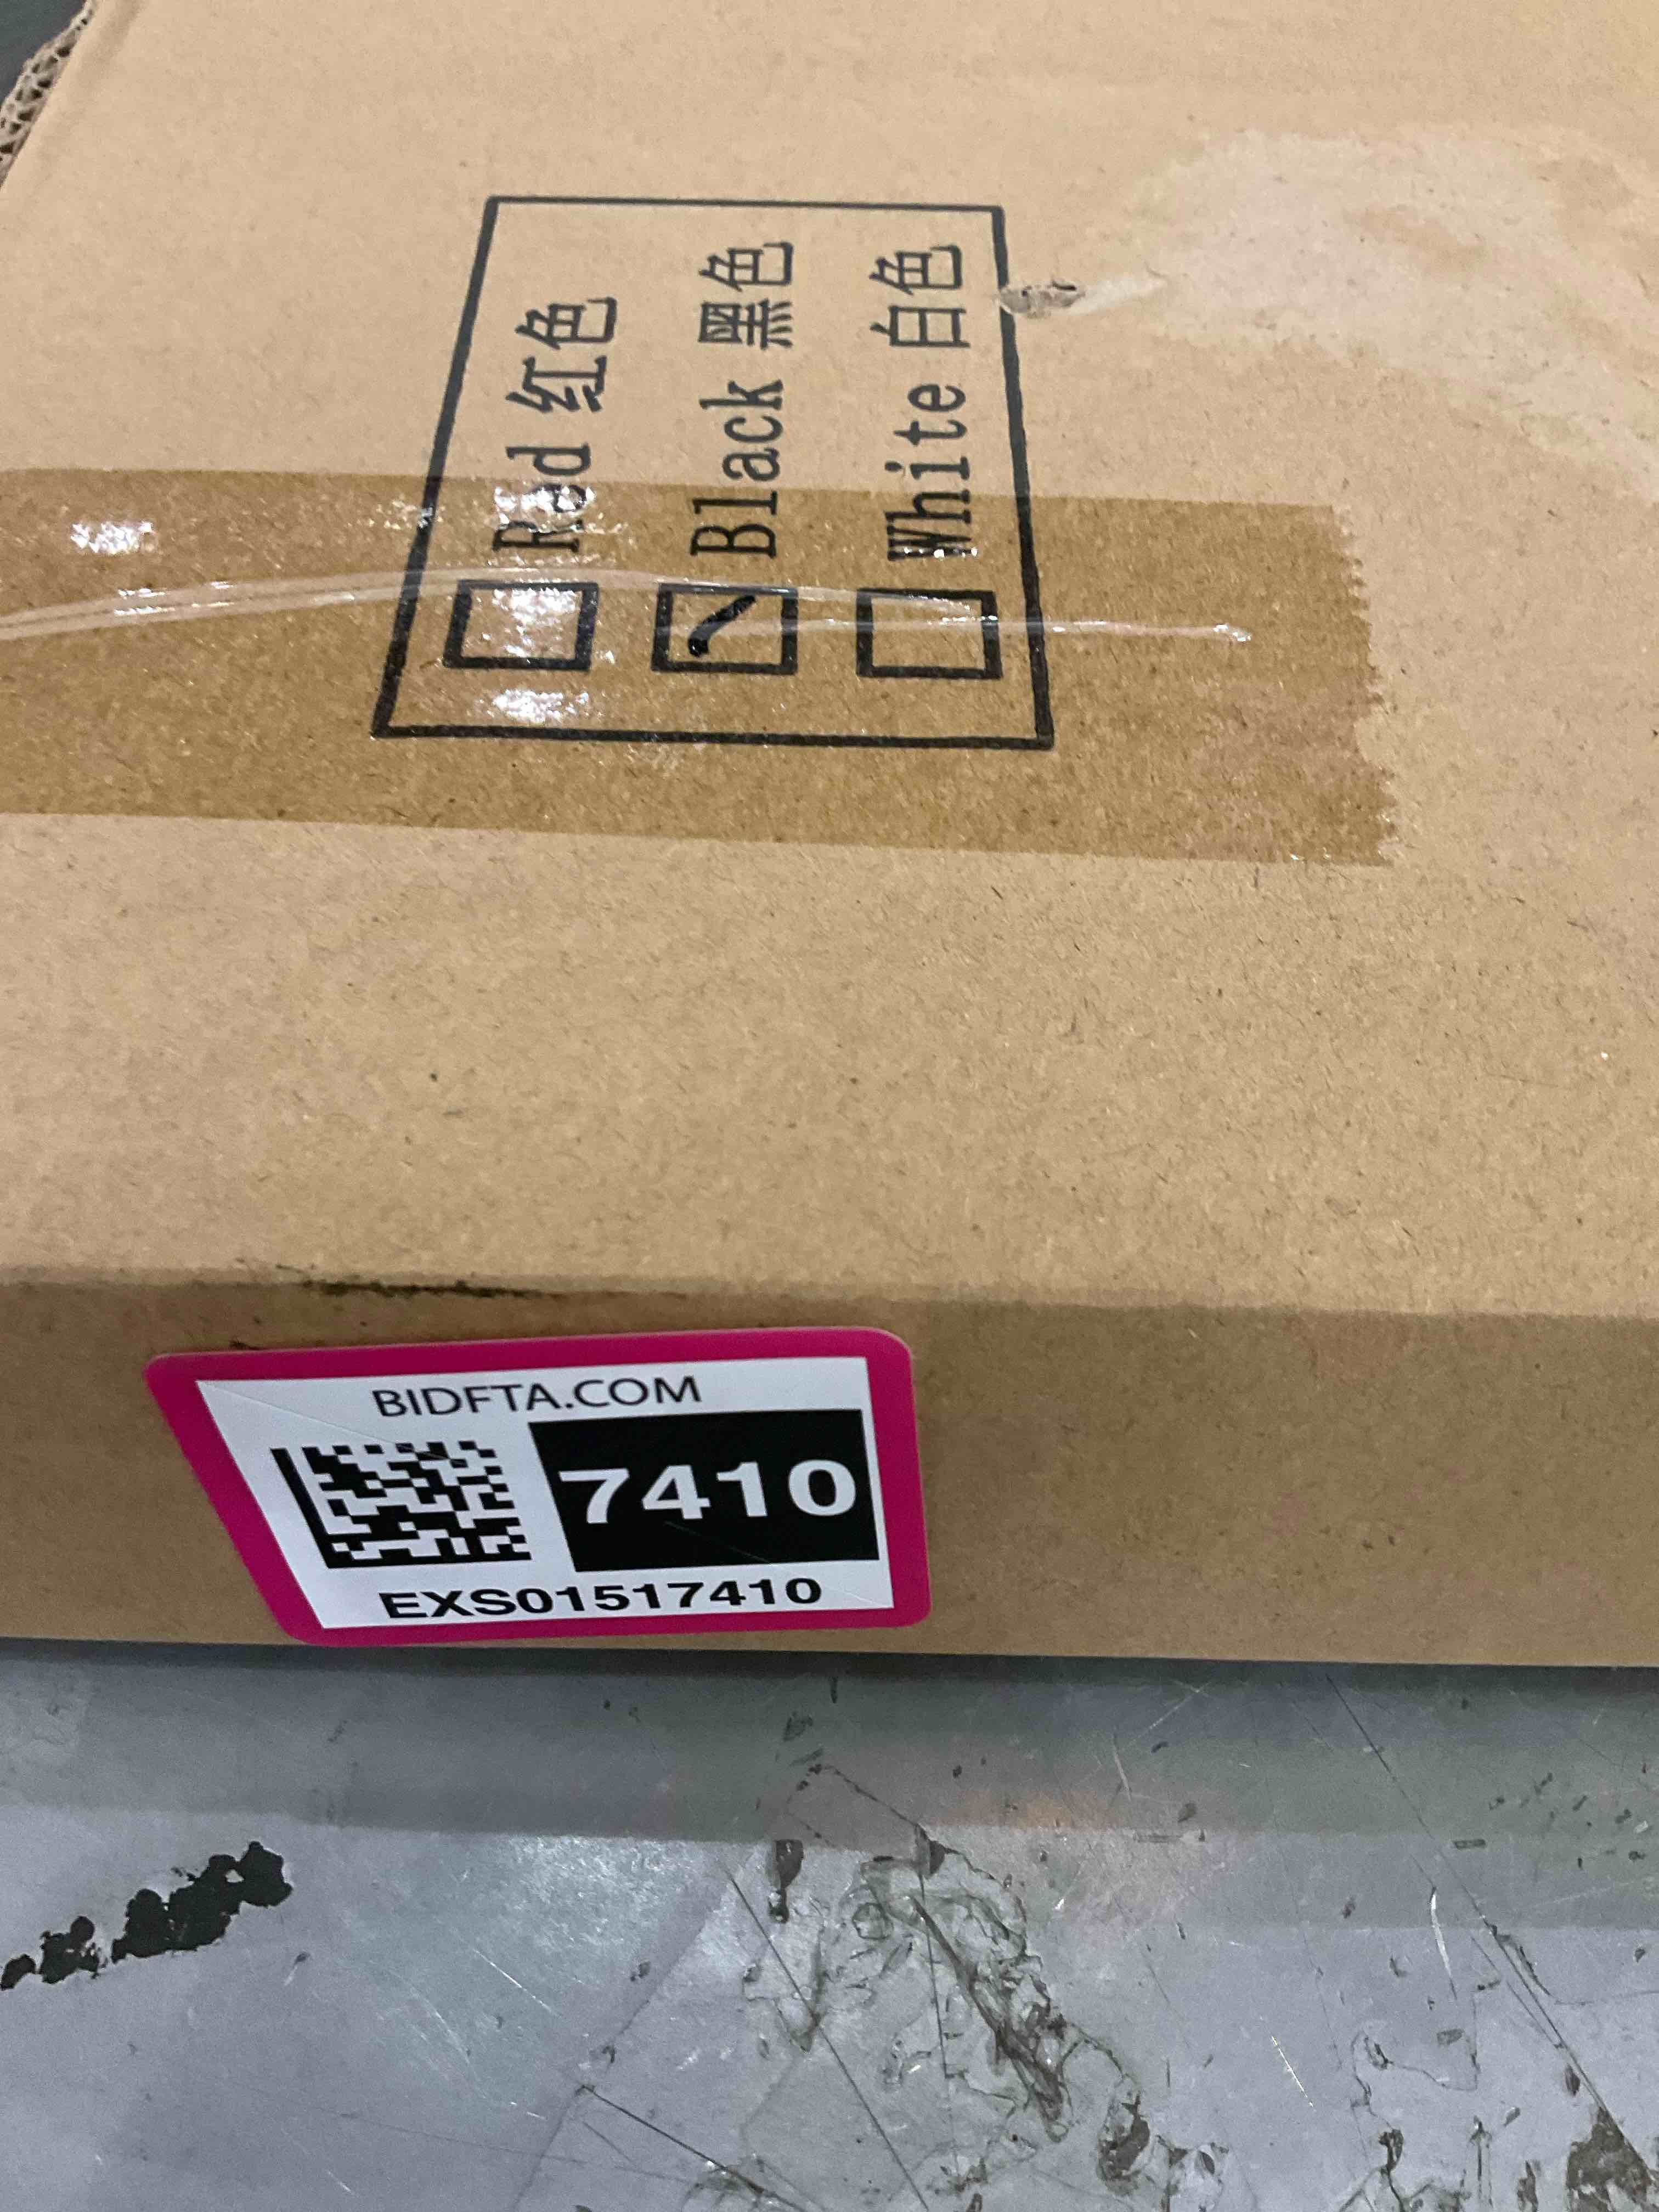 Red 红色
Black 黑色
White 白色
BIDFTA.COM
7410
EXS01517410